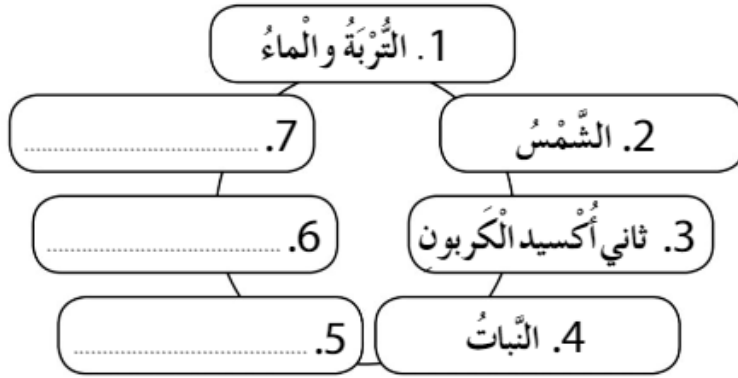 1. التُّرْبَةُ والْماءُ
2. الشَّمْسُ
3. ثاني أُكْسيد الْكَربونِ
4. النَّباتُ
5. ........................................
6. ........................................
7. ........................................